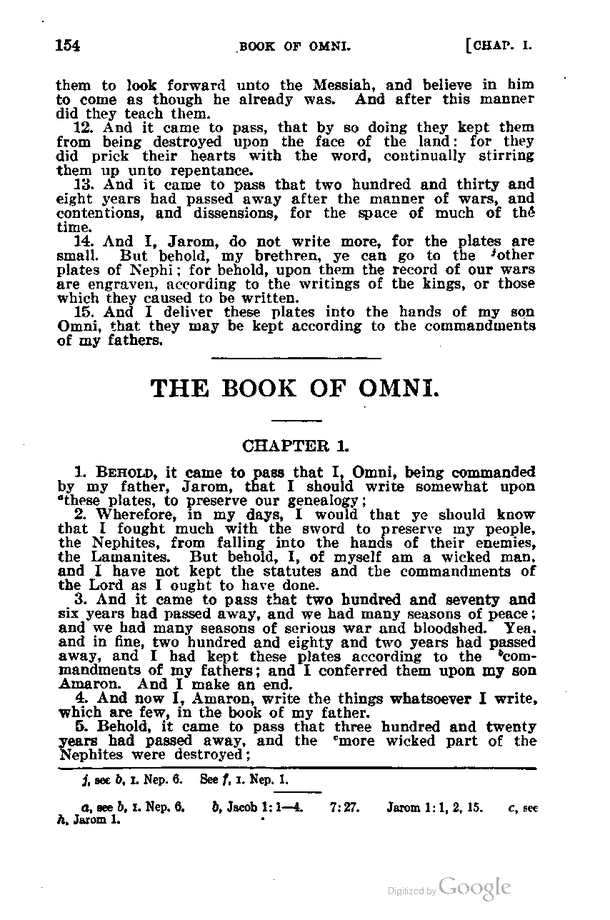 154 BOOK OF OMNI. [CHAP. I.
them to look forward unto the Messiah, and believe in him
to come as though he already was. And after this manner
did they teach them.
12. And it came to pass, that by so doing they kept them
from being destroyed upon the face of the land: for they
did prick their hearts with the word, continually stirring
them up unto repentance.
13. And it came to pass that two hundred and thirty and
eight years had passed away after the manner of wars, and
contentions, and dissensions, for the space of much of the
time.
14. And I, Jarom, do not write more, for the plates are
small. But behold, my brethren, ye can go to the jother
plates of Nephi; for behold, upon them the record of our wars
are engraven, according to the writings of the kings, or those
which they caused to be written.
15. And I deliver these plates into the hands of my son
Omni, that they may be kept according to the commandments
of my fathers.
THE BOOK OF OMNI.
CHAPTER 1.
1. BEHOLD, it came to pass that I, Omni, being commanded
by my father, Jarom, that I should write somewhat upon
athese plates, to preserve our genealogy;
2. Wherefore, in my days, I would that ye should know
that I fought much with the sword to preserve my people,
the Nephites, from falling into the hands of their enemies,
the Lamanites. But behold, I, of myself am a wicked man,
and I have not kept the statutes and the commandments of
the Lord as I ought to have done.
3. And it came to pass that two hundred and seventy and
six years had passed away, and we had many seasons of peace;
and we had many seasons of serious war and bloodshed. Yea,
and in fine, two hundred and eighty and two years had passed
away, and I had kept these plates according to the bcom-
mandments of my fathers; and I conferred them upon my son
Amaron. And I make an end.
4. And now I, Amaron, write the things whatsoever I write,
which are few, in the book of my father.
5. Behold, it came to pass that three hundred and twenty
years had passed away, and the cmore wicked part of the
Nephites were destroyed;
j, see b, I. Nep. 6. See f, I. Nep. 1.
a, see b, I. Nep. 6. b, Jacob 1: 1—4. 7: 27. Jarom 1: 1, 2, 15. c, see
h, Jarom 1.
Digitized by Google